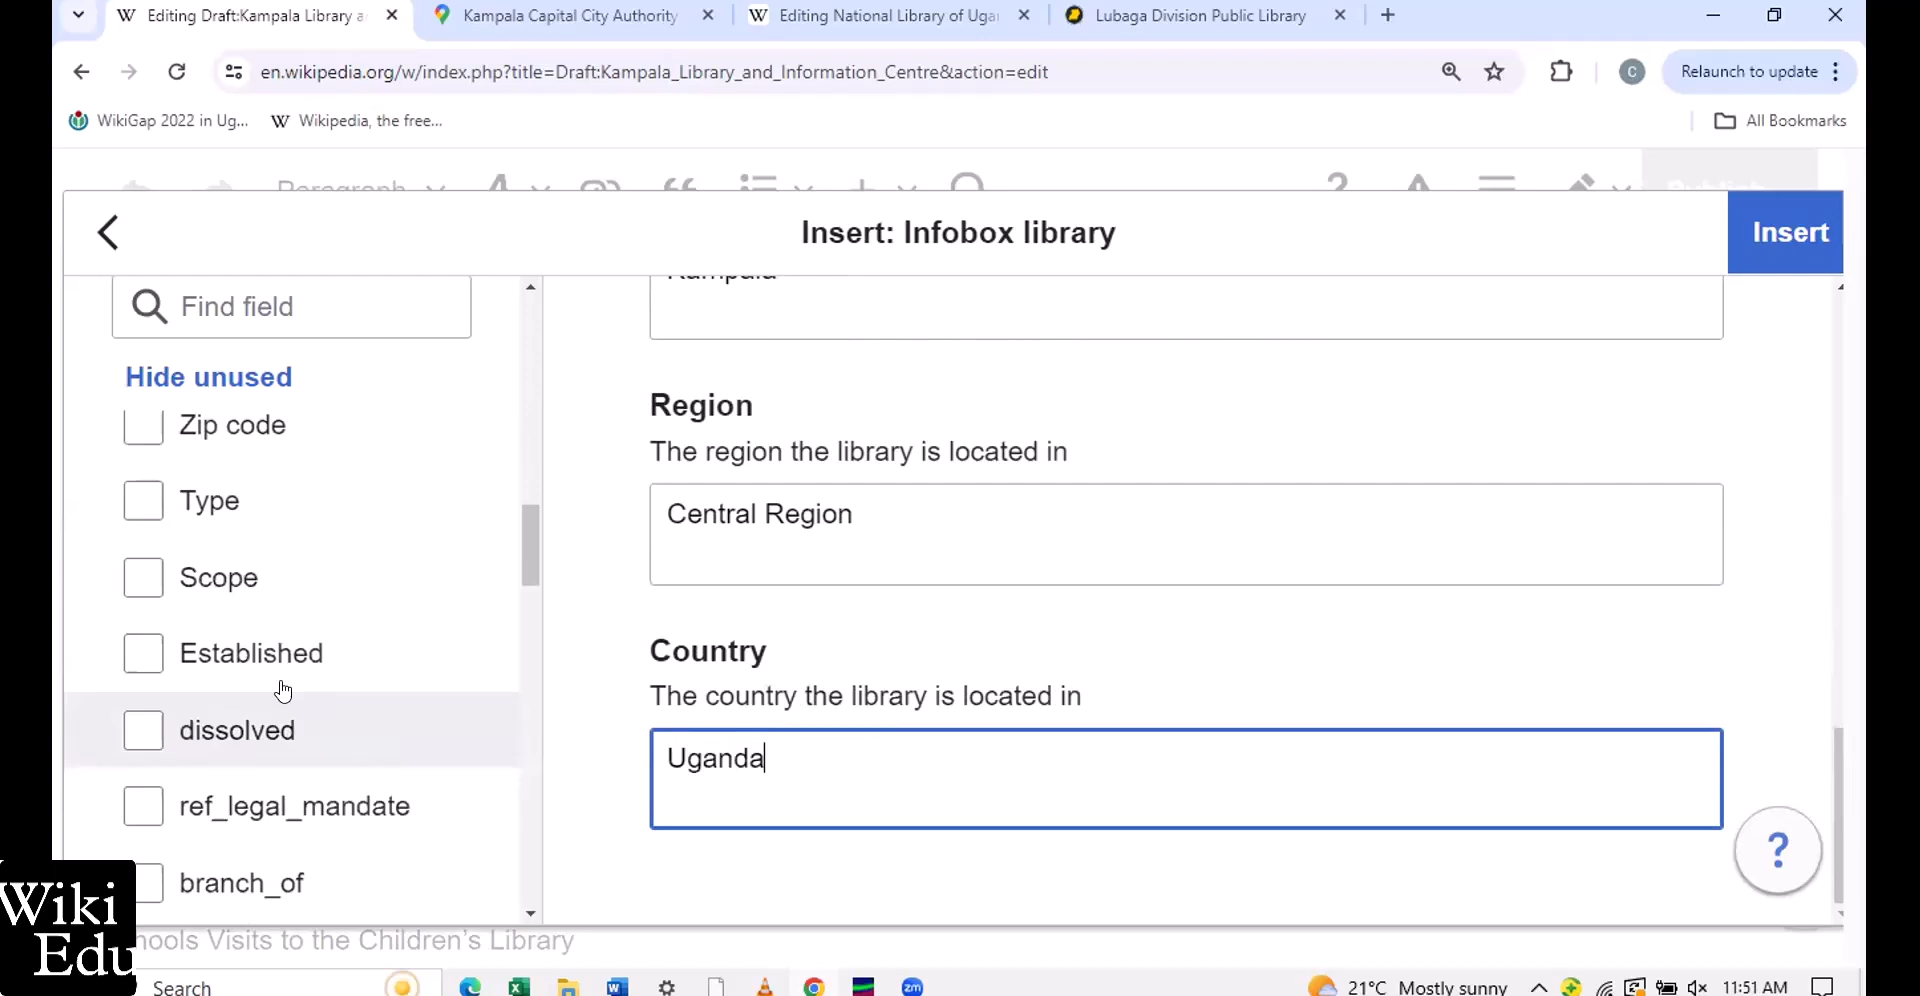 Editing Draft:Kampala Library a
Kampala Capital City Authority
Editing National Library of Ugan
Lubaga Division Public Library
en.wikipedia.org/w/index.php?title=Draft:Kampala_Library_and_Information_Centre&action=edit
C
Relaunch to update
WikiGap 2022 in Ug...
Wikipedia, the free...
All Bookmarks
Paragraph
Insert: Infobox library
Insert
Find field
Hide unused
Zip code
Type
Scope
Established
dissolved
ref_legal_mandate
branch_of
Kampala
Region
The region the library is located in
Central Region
Country
The country the library is located in
Uganda
?
hools Visits to the Children's Library
Wiki
Edu
Search
zm
21°C Mostly sunny
11:51 AM